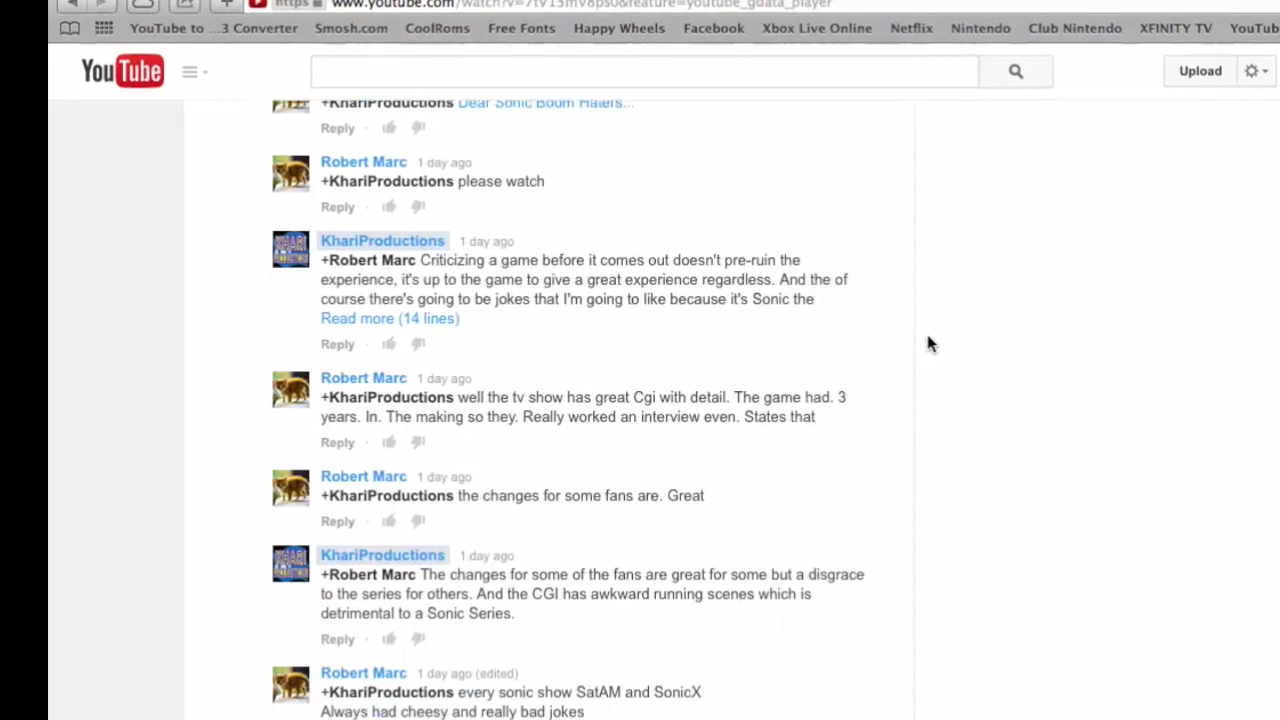 https www.youtube.com/watch?v=7tV13mV8ps0&feature=youtube_gdata_player
YouTube to ...3 Converter Smosh.com CoolRoms Free Fonts Happy Wheels Facebook Xbox Live Online Netflix Nintendo Club Nintendo XFINITY TV YouTub
YouTube Upload
+KhariProductions Dear Sonic Boom Haters...
Reply
Robert Marc 1 day ago
+KhariProductions please watch
Reply
KHARI PRODUCTIONS KhariProductions 1 day ago
+Robert Marc Criticizing a game before it comes out doesn't pre-ruin the
experience, it's up to the game to give a great experience regardless. And the of
course there's going to be jokes that I'm going to like because it's Sonic the
Read more (14 lines)
Reply
Robert Marc 1 day ago
+KhariProductions well the tv show has great Cgi with detail. The game had. 3
years. In. The making so they. Really worked an interview even. States that
Reply
Robert Marc 1 day ago
+KhariProductions the changes for some fans are. Great
Reply
KHARI PRODUCTIONS KhariProductions 1 day ago
+Robert Marc The changes for some of the fans are great for some but a disgrace
to the series for others. And the CGI has awkward running scenes which is
detrimental to a Sonic Series.
Reply
Robert Marc 1 day ago (edited)
+KhariProductions every sonic show SatAM and SonicX
Always had cheesy and really bad jokes